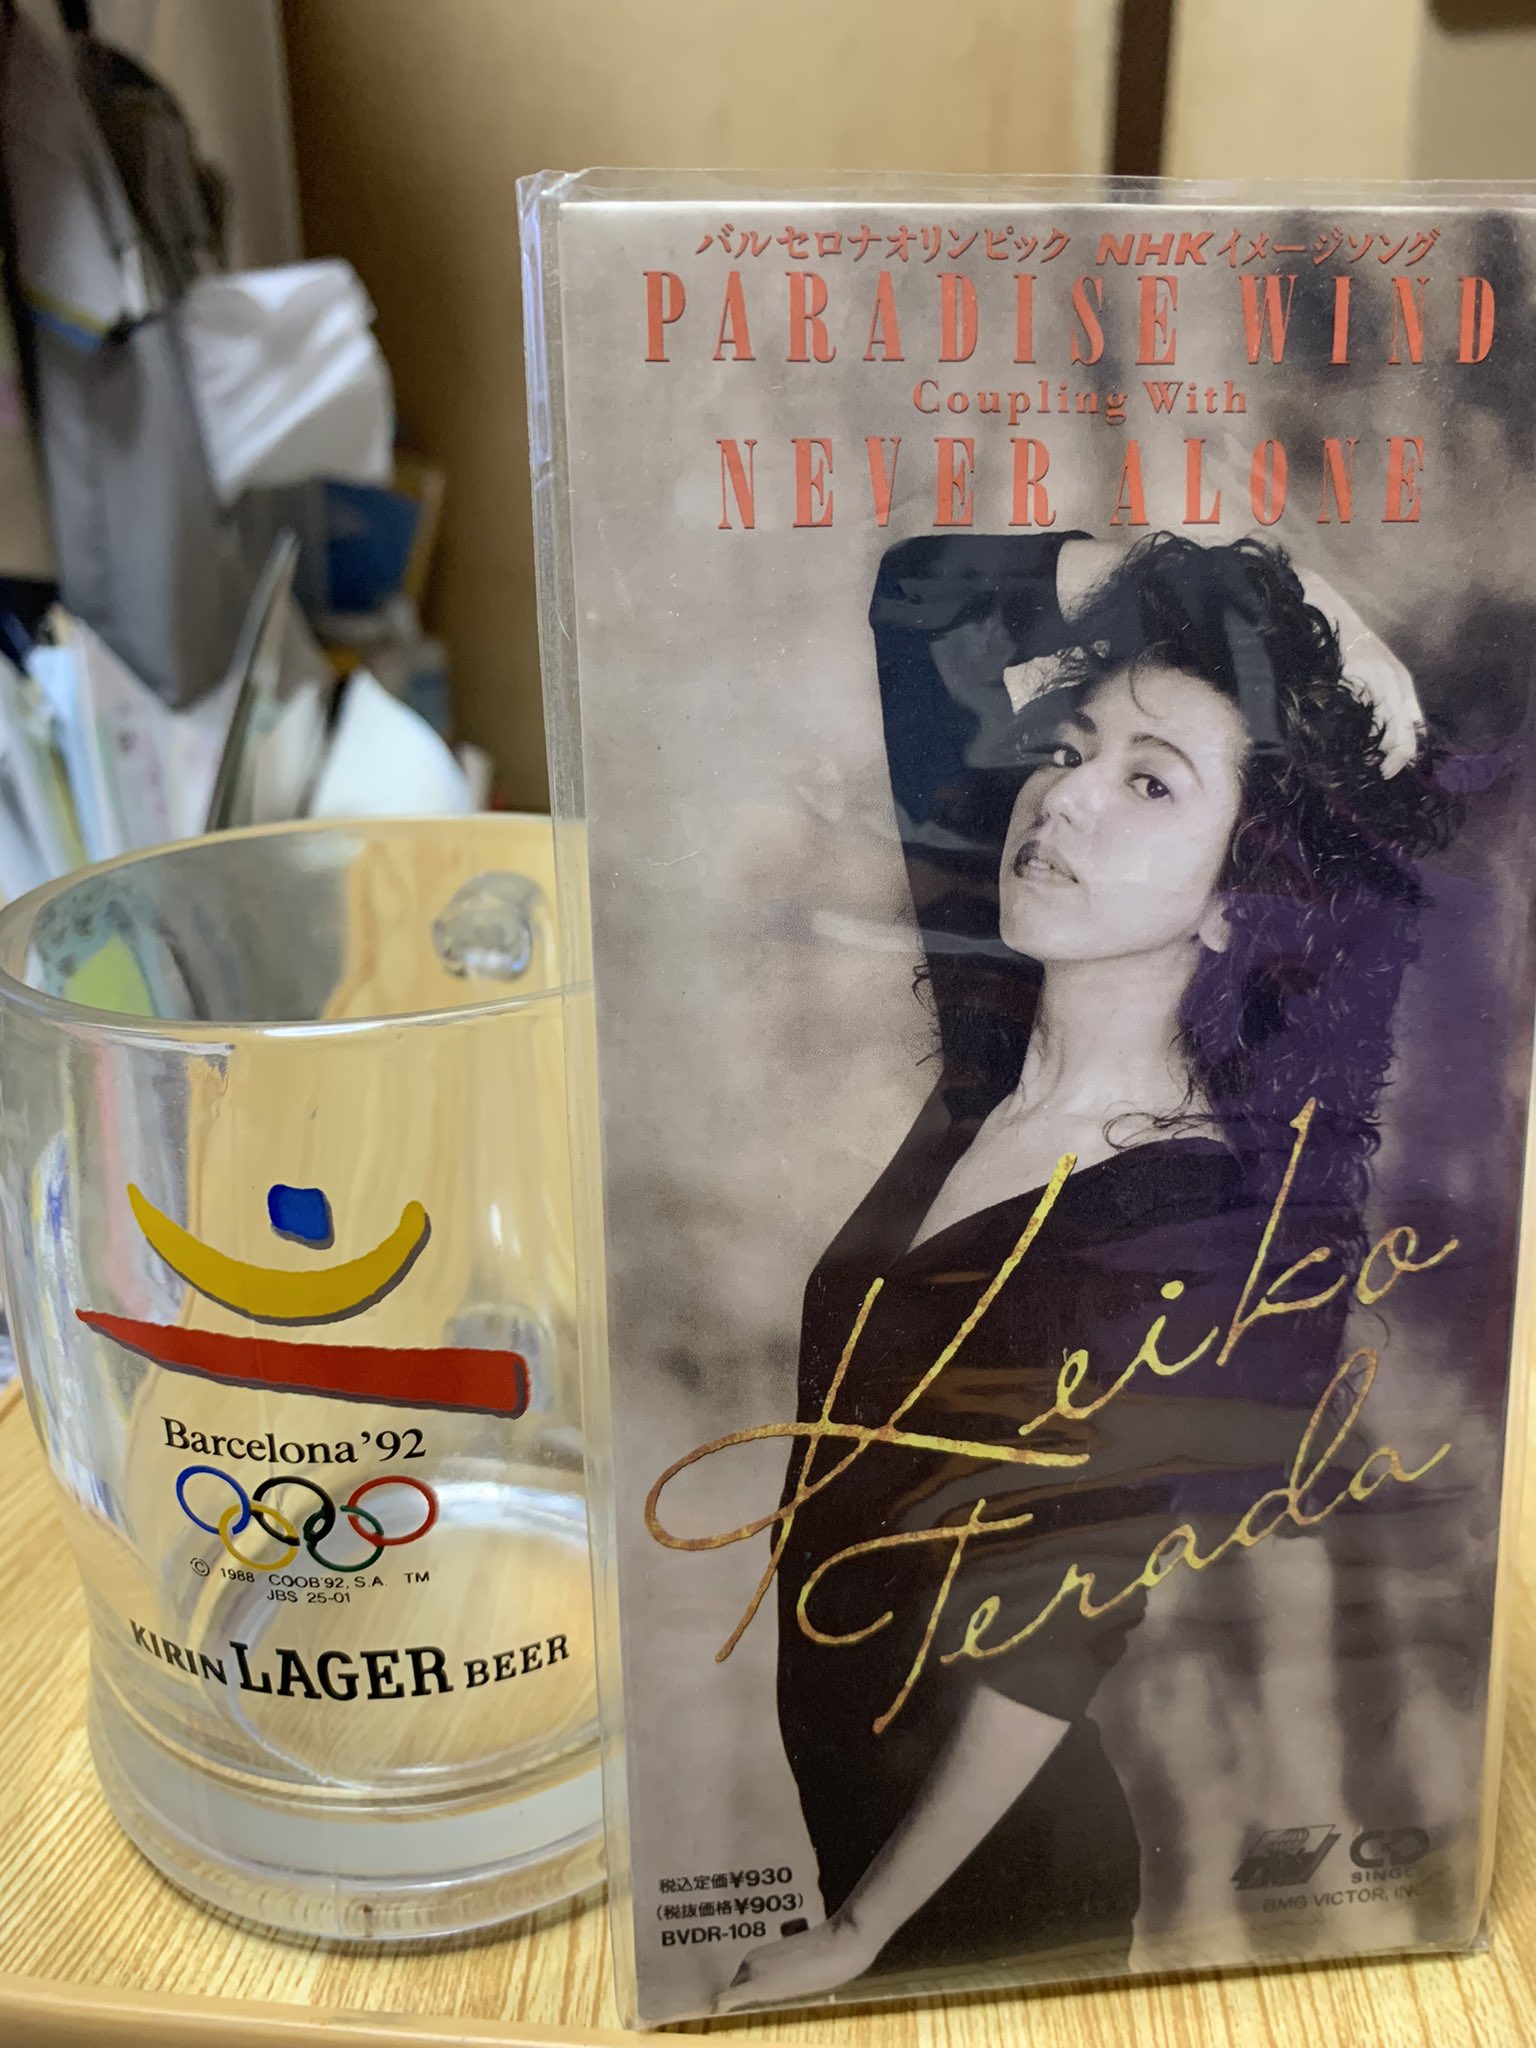 バルセロナオリンピック NHKイメージソング
PARADISE WIND
Coupling With
NEVER ALONE
Keiko
Terada
税込定価¥930
(税抜価格¥903)
BVDR-108
CD
SINGLE
BMG VICTOR, INC.
Barcelona '92
© 1988 COOB'92, S.A. TM
JBS 25-01
KIRIN LAGER BEER